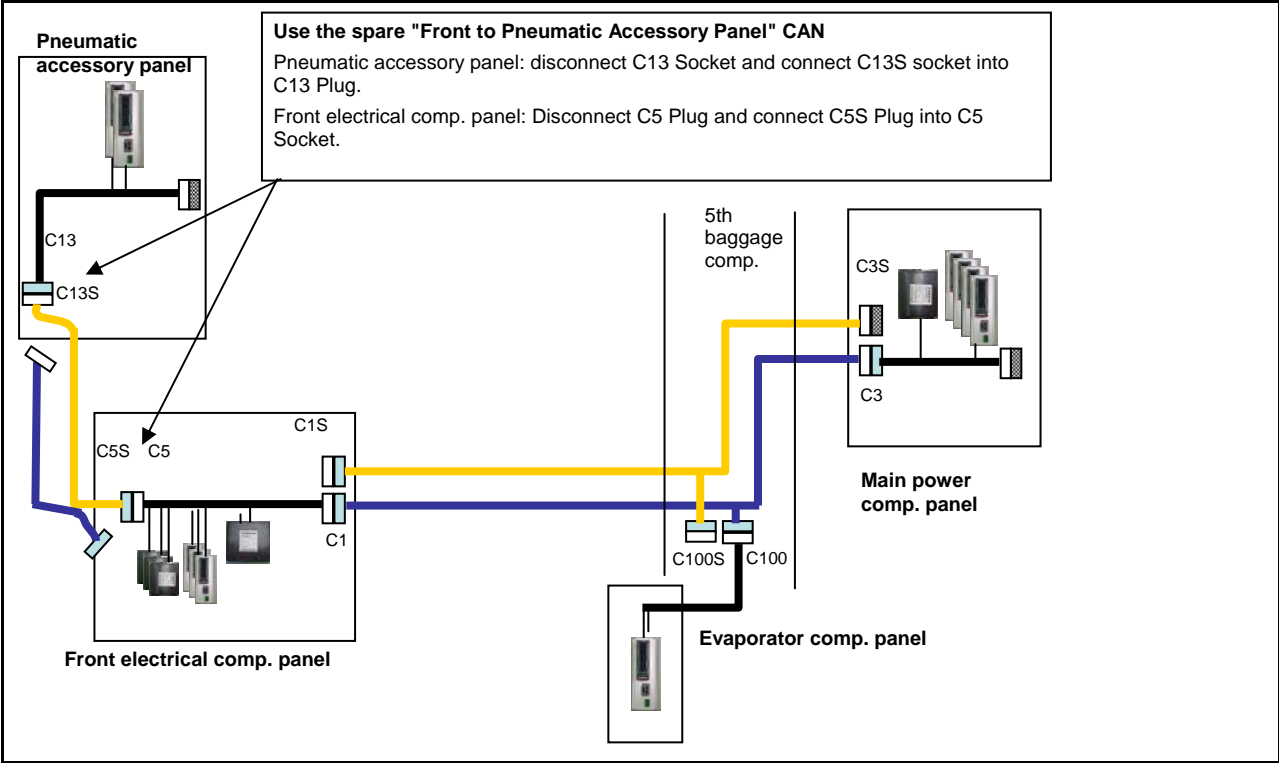 Pneumatic
accessory panel
Use the spare "Front to Pneumatic Accessory Panel" CAN
Pneumatic accessory panel: disconnect C13 Socket and connect C13S socket into
C13 Plug.
Front electrical comp. panel: Disconnect C5 Plug and connect C5S Plug into C5
Socket.
C13
C13S
5th
baggage
comp.
C3S
C3
C1S
C5S C5
C1
C100S C100
Main power
comp. panel
Evaporator comp. panel
Front electrical comp. panel